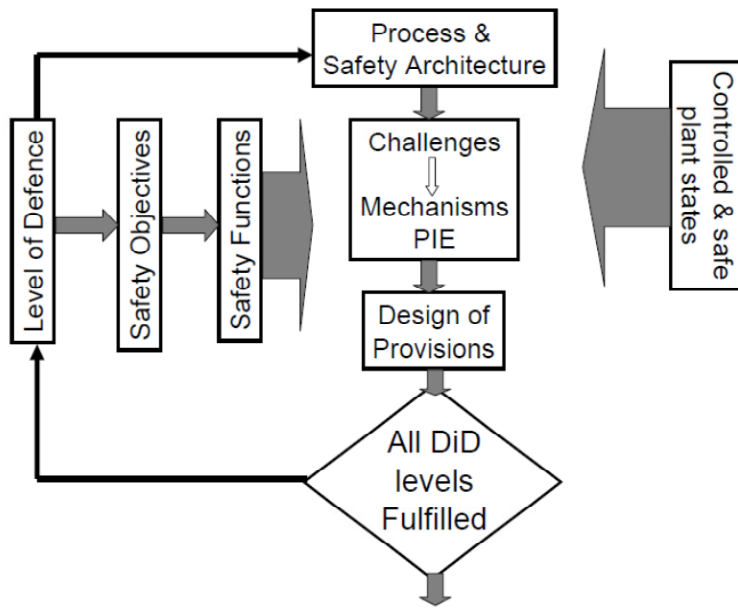 Process &
Safety Architecture
Level of Defence
Safety Objectives
Safety Functions
Challenges
Mechanisms
PIE
Controlled & safe
plant states
Design of
Provisions
All DiD
levels
Fulfilled